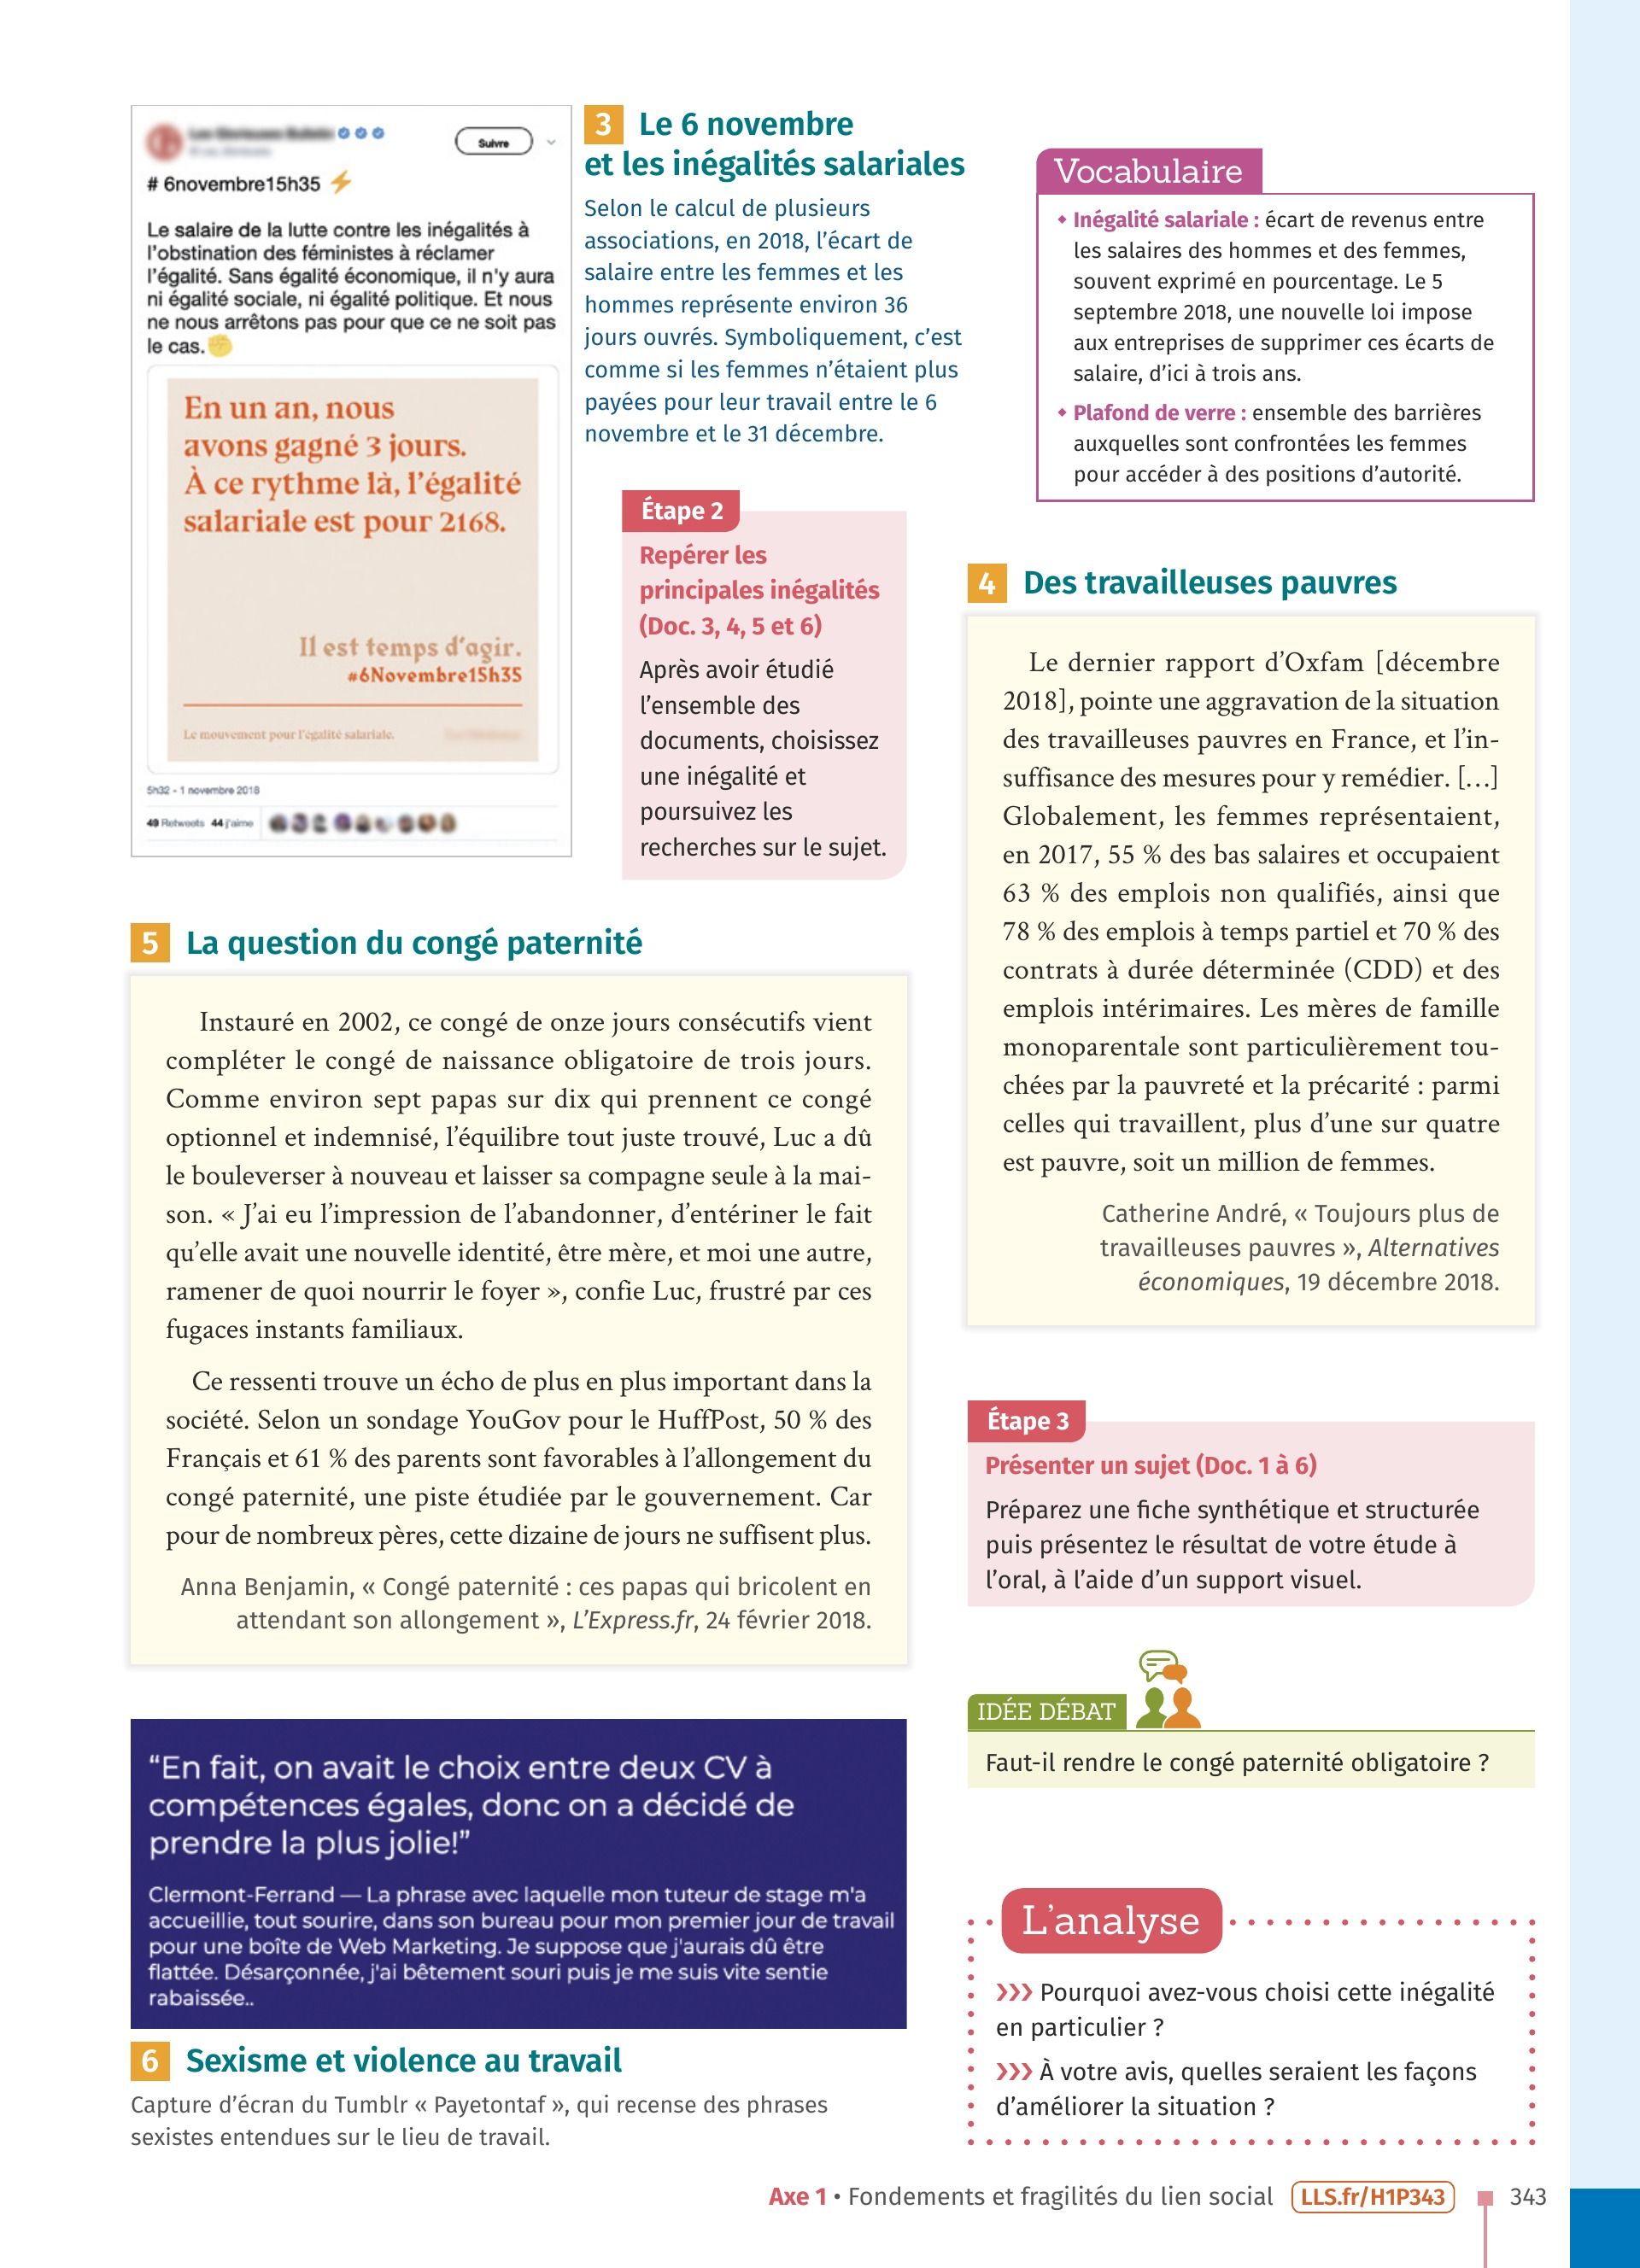 Suivre
# 6novembre15h35
Le salaire de la lutte contre les inégalités à
l'obstination des féministes à réclamer
l'égalité. Sans égalité économique, il n'y aura
ni égalité sociale, ni égalité politique. Et nous
ne nous arrêtons pas pour que ce ne soit pas
le cas.
En un an, nous
avons gagné 3 jours.
À ce rythme là, l'égalité
salariale est pour 2168.
Il est temps d'agir.
#6Novembre15h35
Le mouvement pour l'egalité salariale.
5h32 - 1 novembre 2018
49 Retweets 44 j'aime
3 Le 6 novembre
et les inégalités salariales
Selon le calcul de plusieurs
associations, en 2018, l'écart de
salaire entre les femmes et les
hommes représente environ 36
jours ouvrés. Symboliquement, c'est
comme si les femmes n'étaient plus
payées pour leur travail entre le 6
novembre et le 31 décembre.
Vocabulaire
Inégalité salariale : écart de revenus entre
les salaires des hommes et des femmes,
souvent exprimé en pourcentage. Le 5
septembre 2018, une nouvelle loi impose
aux entreprises de supprimer ces écarts de
salaire, d'ici à trois ans.
Plafond de verre : ensemble des barrières
auxquelles sont confrontées les femmes
pour accéder à des positions d'autorité.
Étape 2
Repérer les
principales inégalités
(Doc. 3, 4, 5 et 6)
Après avoir étudié
l'ensemble des
documents, choisissez
une inégalité et
poursuivez les
recherches sur le sujet.
4 Des travailleuses pauvres
Le dernier rapport d'Oxfam [décembre
2018], pointe une aggravation de la situation
des travailleuses pauvres en France, et l'in-
suffisance des mesures pour y remédier. […]
Globalement, les femmes représentaient,
en 2017, 55 % des bas salaires et occupaient
63 % des emplois non qualifiés, ainsi que
78 % des emplois à temps partiel et 70 % des
contrats à durée déterminée (CDD) et des
emplois intérimaires. Les mères de famille
monoparentale sont particulièrement tou-
chées par la pauvreté et la précarité : parmi
celles qui travaillent, plus d'une sur quatre
est pauvre, soit un million de femmes.
Catherine André, « Toujours plus de
travailleuses pauvres », Alternatives
économiques, 19 décembre 2018.
5 La question du congé paternité
Instauré en 2002, ce congé de onze jours consécutifs vient
compléter le congé de naissance obligatoire de trois jours.
Comme environ sept papas sur dix qui prennent ce congé
optionnel et indemnisé, l'équilibre tout juste trouvé, Luc a dû
le bouleverser à nouveau et laisser sa compagne seule à la mai-
son. « J'ai eu l'impression de l'abandonner, d'entériner le fait
qu'elle avait une nouvelle identité, être mère, et moi une autre,
ramener de quoi nourrir le foyer », confie Luc, frustré par ces
fugaces instants familiaux.
Ce ressenti trouve un écho de plus en plus important dans la
société. Selon un sondage YouGov pour le HuffPost, 50 % des
Français et 61 % des parents sont favorables à l'allongement du
congé paternité, une piste étudiée par le gouvernement. Car
pour de nombreux pères, cette dizaine de jours ne suffisent plus.
Anna Benjamin, « Congé paternité : ces papas qui bricolent en
attendant son allongement », L'Express.fr, 24 février 2018.
Étape 3
Présenter un sujet (Doc. 1 à 6)
Préparez une fiche synthétique et structurée
puis présentez le résultat de votre étude à
l'oral, à l'aide d'un support visuel.
IDÉE DÉBAT
Faut-il rendre le congé paternité obligatoire ?
“En fait, on avait le choix entre deux CV à
compétences égales, donc on a décidé de
prendre la plus jolie!”
Clermont-Ferrand — La phrase avec laquelle mon tuteur de stage m'a
accueillie, tout sourire, dans son bureau pour mon premier jour de travail
pour une boîte de Web Marketing. Je suppose que j'aurais dû être
flattée. Désarçonnée, j'ai bêtement souri puis je me suis vite sentie
rabaissée..
6 Sexisme et violence au travail
Capture d'écran du Tumblr « Payetontaf », qui recense des phrases
sexistes entendues sur le lieu de travail.
L'analyse
Pourquoi avez-vous choisi cette inégalité
en particulier ?
À votre avis, quelles seraient les façons
d'améliorer la situation ?
Axe 1 • Fondements et fragilités du lien social LLS.fr/H1P343 343